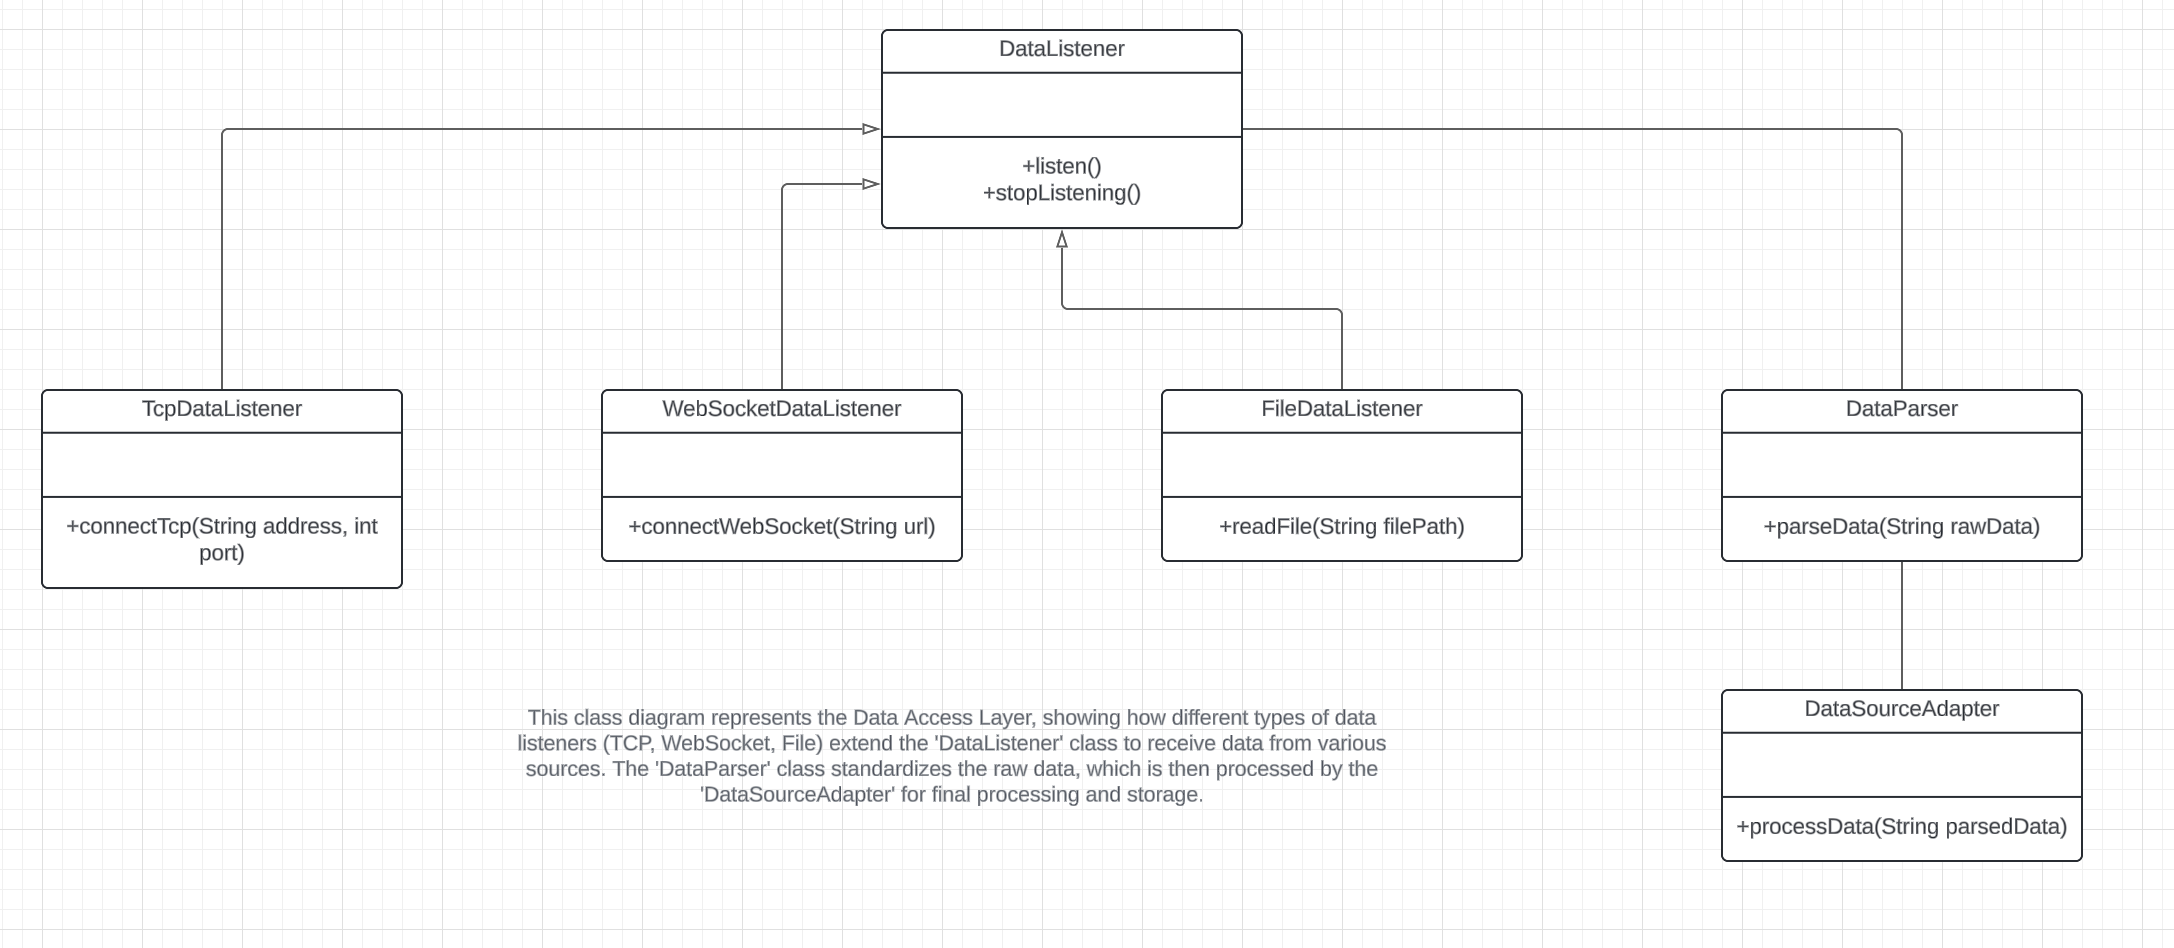 DataListener
+listen()
+stopListening()
TcpDataListener
+connectTcp(String address, int
port)
WebSocketDataListener
+connectWebSocket(String url)
FileDataListener
+readFile(String filePath)
DataParser
+parseData(String rawData)
DataSourceAdapter
+processData(String parsedData)
This class diagram represents the Data Access Layer, showing how different types of data
listeners (TCP, WebSocket, File) extend the 'DataListener' class to receive data from various
sources. The 'DataParser' class standardizes the raw data, which is then processed by the
'DataSourceAdapter' for final processing and storage.